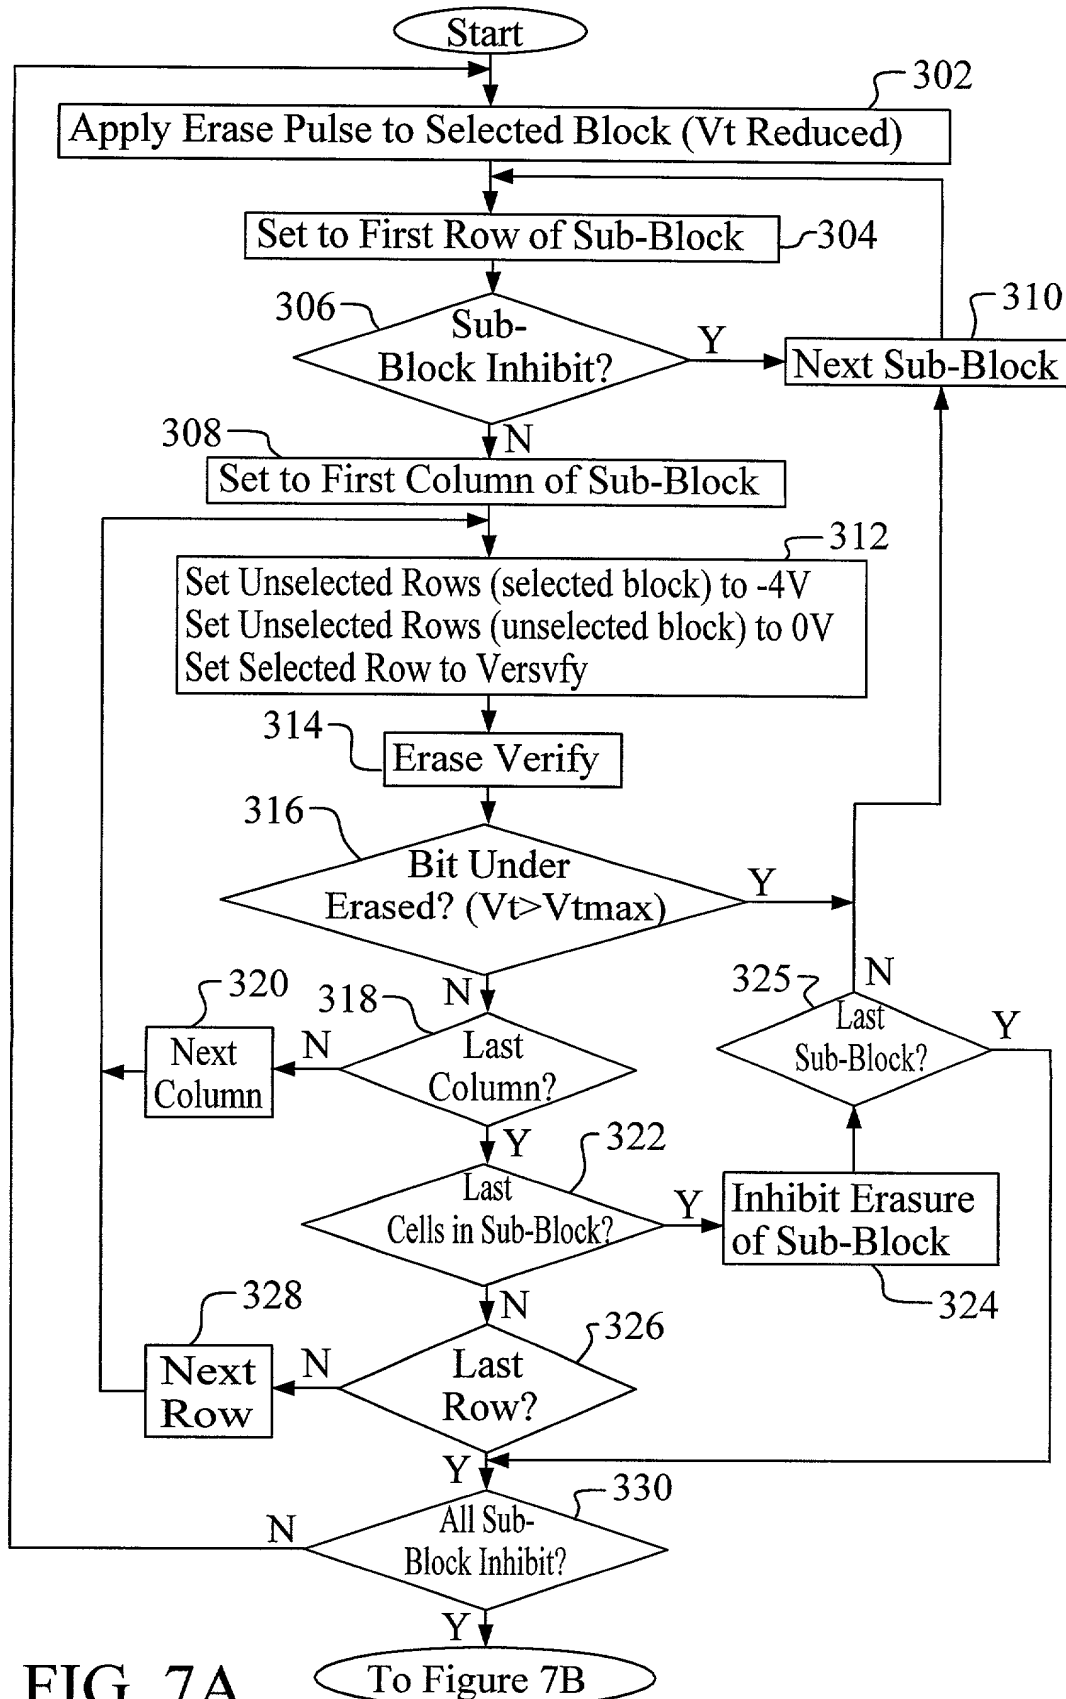 Start
302
Apply Erase Pulse to Selected Block (Vt Reduced)
Set to First Row of Sub-Block
304
306
Sub-
Block Inhibit?
Y
310
Next Sub-Block
N
308
Set to First Column of Sub-Block
312
Set Unselected Rows (selected block) to -4V
Set Unselected Rows (unselected block) to 0V
Set Selected Row to Versvfy
314
Erase Verify
316
Bit Under
Erased? (Vt>Vtmax)
Y
N
320
Next
Column
N
318
Last
Column?
325
N
Last
Sub-Block?
Y
Y
322
Last
Cells in Sub-Block?
Y
Inhibit Erasure
of Sub-Block
324
N
328
Next
Row
N
326
Last
Row?
Y
330
All Sub-
Block Inhibit?
N
Y
To Figure 7B
FIG. 7A